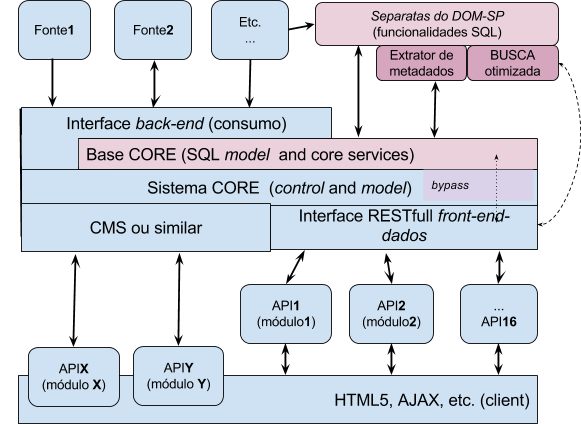 Fonte1
Fonte2
Etc.
...
Separatas do DOM-SP
(funcionalidades SQL)
Extrator de
metadados
BUSCA
otimizada
Interface back-end (consumo)
Base CORE (SQL model and core services)
Sistema CORE (control and model)
bypass
CMS ou similar
Interface RESTfull front-end-
dados
API1
(módulo1)
API2
(módulo2)
...
API16
APIX
(módulo X)
APIY
(módulo Y)
HTML5, AJAX, etc. (client)